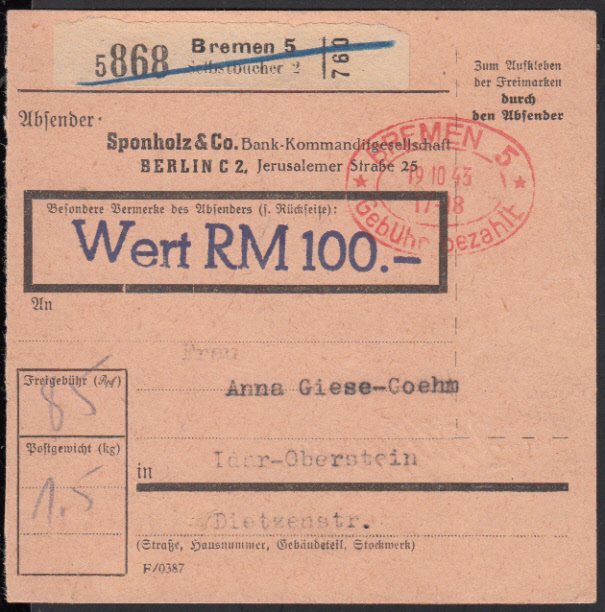 Bremen 5
5868 Selbstbucher 2
760
Zum Aufkleben
der Freimarken
durch
den Absender
Absender:
Sponholz & Co. Bank-Kommanditgesellschaft
BERLIN C 2, Jerusalemer Straße 25
BREMEN 5
19 10 43
17-18
Gebühr bezahlt
Besondere Vermerke des Absenders (s. Rückseite):
Wert RM 100.–
An
Frau
Freigebühr (Rpf)
85
Anna Giese-Coehm
Postgewicht (kg)
1.5
in
Idar-Oberstein
Dietzenstr.
(Straße, Hausnummer, Gebäudeteil, Stockwerk)
F/0387